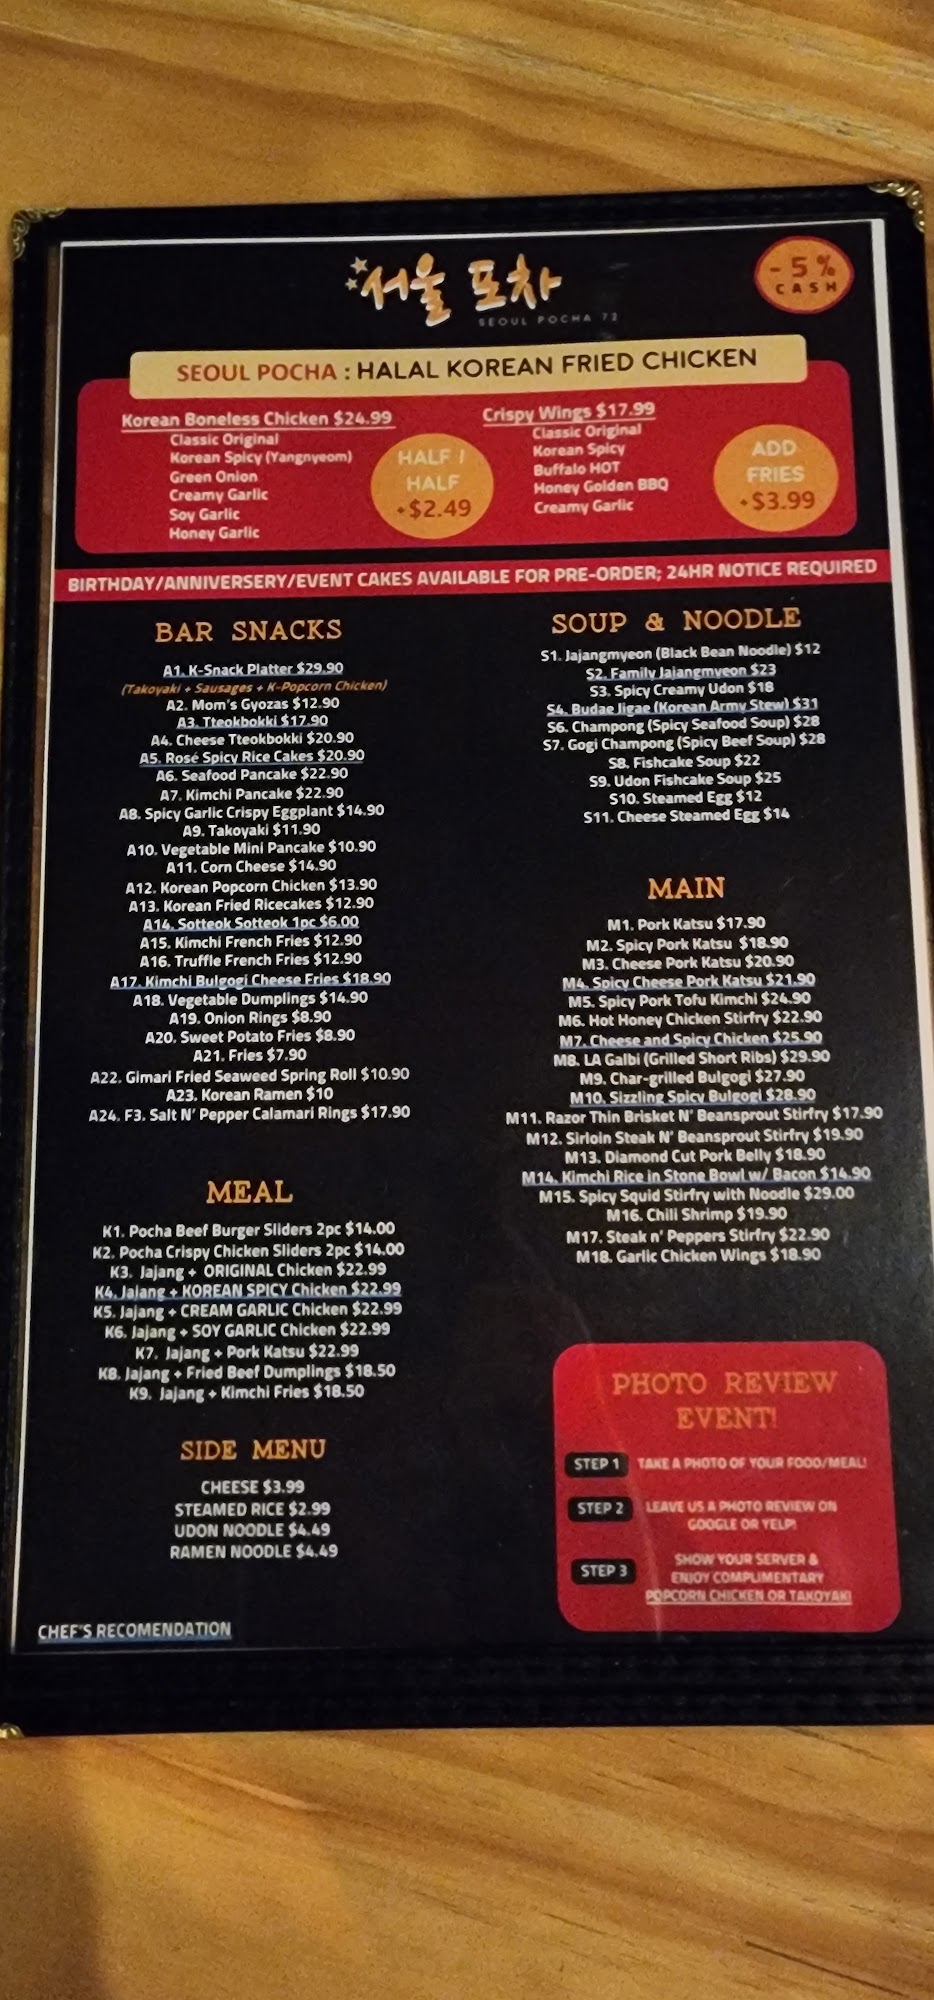 서울 포차
SEOUL POCHA 72
- 5%
CASH
SEOUL POCHA : HALAL KOREAN FRIED CHICKEN
Korean Boneless Chicken $24.99
Classic Original
Korean Spicy (Yangnyeom)
Green Onion
Creamy Garlic
Soy Garlic
Honey Garlic
HALF /
HALF
+$2.49
Crispy Wings $17.99
Classic Original
Korean Spicy
Buffalo HOT
Honey Golden BBQ
Creamy Garlic
ADD
FRIES
+$3.99
BIRTHDAY/ANNIVERSERY/EVENT CAKES AVAILABLE FOR PRE-ORDER; 24HR NOTICE REQUIRED
BAR SNACKS
A1. K-Snack Platter $29.90
(Takoyaki + Sausages + K-Popcorn Chicken)
A2. Mom's Gyozas $12.90
A3. Tteokbokki $17.90
A4. Cheese Tteokbokki $20.90
A5. Rosé Spicy Rice Cakes $20.90
A6. Seafood Pancake $22.90
A7. Kimchi Pancake $22.90
A8. Spicy Garlic Crispy Eggplant $14.90
A9. Takoyaki $11.90
A10. Vegetable Mini Pancake $10.90
A11. Corn Cheese $14.90
A12. Korean Popcorn Chicken $13.90
A13. Korean Fried Ricecakes $12.90
A14. Sotteok Sotteok 1pc $6.00
A15. Kimchi French Fries $12.90
A16. Truffle French Fries $12.90
A17. Kimchi Bulgogi Cheese Fries $18.90
A18. Vegetable Dumplings $14.90
A19. Onion Rings $8.90
A20. Sweet Potato Fries $8.90
A21. Fries $7.90
A22. Gimari Fried Seaweed Spring Roll $10.90
A23. Korean Ramen $10
A24. F3. Salt N' Pepper Calamari Rings $17.90
MEAL
K1. Pocha Beef Burger Sliders 2pc $14.00
K2. Pocha Crispy Chicken Sliders 2pc $14.00
K3. Jajang + ORIGINAL Chicken $22.99
K4. Jajang + KOREAN SPICY Chicken $22.99
K5. Jajang + CREAM GARLIC Chicken $22.99
K6. Jajang + SOY GARLIC Chicken $22.99
K7. Jajang + Pork Katsu $22.99
K8. Jajang + Fried Beef Dumplings $18.50
K9. Jajang + Kimchi Fries $18.50
SIDE MENU
CHEESE $3.99
STEAMED RICE $2.99
UDON NOODLE $4.49
RAMEN NOODLE $4.49
CHEF'S RECOMENDATION
SOUP & NOODLE
S1. Jajangmyeon (Black Bean Noodle) $12
S2. Family Jajangmyeon $23
S3. Spicy Creamy Udon $18
S4. Budae Jigae (Korean Army Stew) $31
S6. Champong (Spicy Seafood Soup) $28
S7. Gogi Champong (Spicy Beef Soup) $28
S8. Fishcake Soup $22
S9. Udon Fishcake Soup $25
S10. Steamed Egg $12
S11. Cheese Steamed Egg $14
MAIN
M1. Pork Katsu $17.90
M2. Spicy Pork Katsu $18.90
M3. Cheese Pork Katsu $20.90
M4. Spicy Cheese Pork Katsu $21.90
M5. Spicy Pork Tofu Kimchi $24.90
M6. Hot Honey Chicken Stirfry $22.90
M7. Cheese and Spicy Chicken $25.90
M8. LA Galbi (Grilled Short Ribs) $29.90
M9. Char-grilled Bulgogi $27.90
M10. Sizzling Spicy Bulgogi $28.90
M11. Razor Thin Brisket N' Beansprout Stirfry $17.90
M12. Sirloin Steak N' Beansprout Stirfry $19.90
M13. Diamond Cut Pork Belly $18.90
M14. Kimchi Rice in Stone Bowl w/ Bacon $14.90
M15. Spicy Squid Stirfry with Noodle $29.00
M16. Chili Shrimp $19.90
M17. Steak n' Peppers Stirfry $22.90
M18. Garlic Chicken Wings $18.90
PHOTO REVIEW
EVENT!
STEP 1 TAKE A PHOTO OF YOUR FOOD/MEAL!
STEP 2 LEAVE US A PHOTO REVIEW ON
GOOGLE OR YELP!
STEP 3 SHOW YOUR SERVER &
ENJOY COMPLIMENTARY
POPCORN CHICKEN OR TAKOYAKI